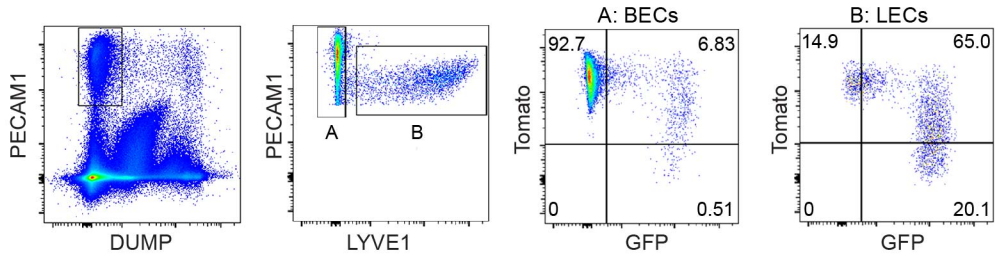 PECAM1
DUMP
PECAM1
A
B
LYVE1
A: BECs
Tomato
92.7
6.83
0
0.51
GFP
B: LECs
Tomato
14.9
65.0
0
20.1
GFP